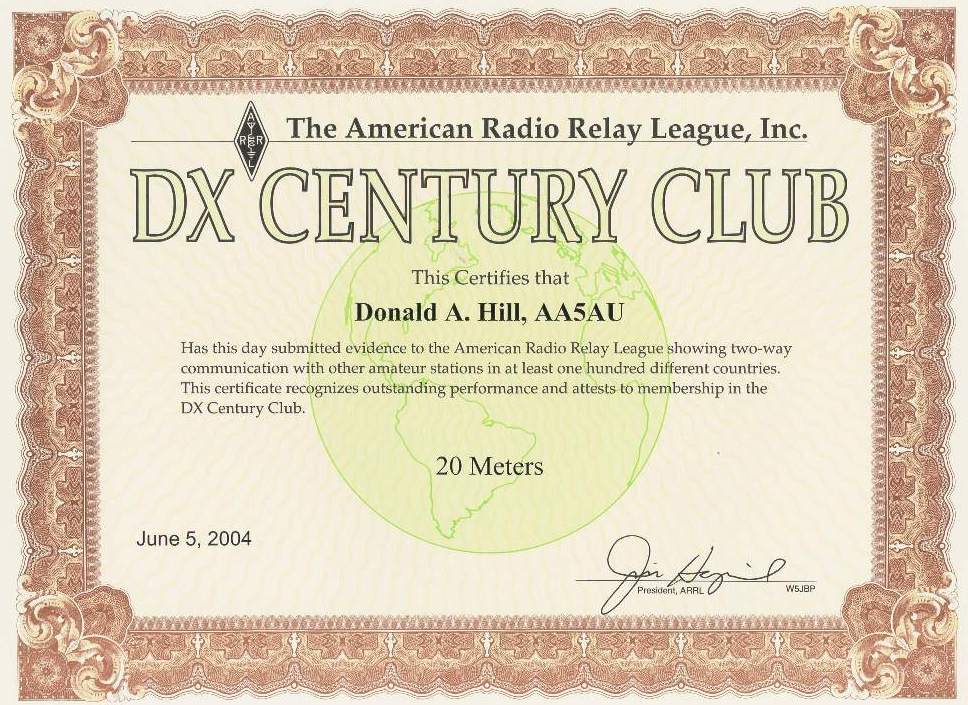 The American Radio Relay League, Inc.
A
R R
L
DX CENTURY CLUB
This Certifies that
Donald A. Hill, AA5AU
Has this day submitted evidence to the American Radio Relay League showing two-way
communication with other amateur stations in at least one hundred different countries.
This certificate recognizes outstanding performance and attests to membership in the
DX Century Club.
20 Meters
June 5, 2004
President, ARRL W5JBP